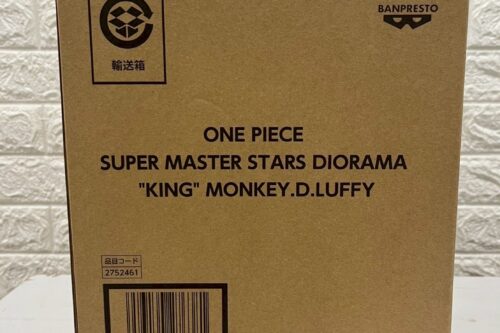 BANPRESTO
輸送箱
ONE PIECE
SUPER MASTER STARS DIORAMA
"KING" MONKEY.D.LUFFY
品目コード
2752461